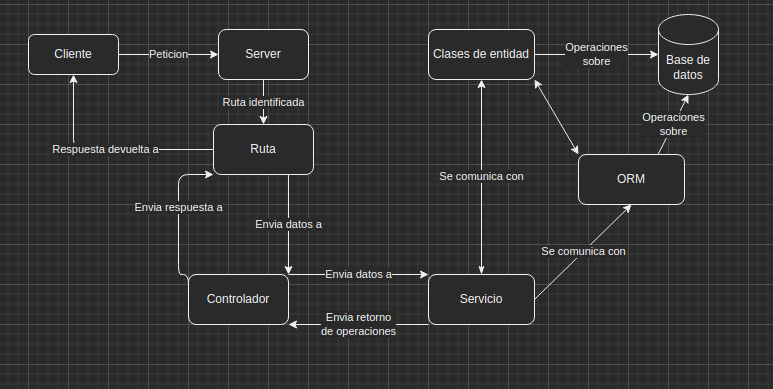 Cliente
Peticion
Server
Clases de entidad
Operaciones
sobre
Base de
datos
Ruta identificada
Operaciones
sobre
Respuesta devuelta a
Ruta
Se comunica con
ORM
Envia respuesta a
Envia datos a
Se comunica con
Controlador
Envia datos a
Servicio
Envia retorno
de operaciones